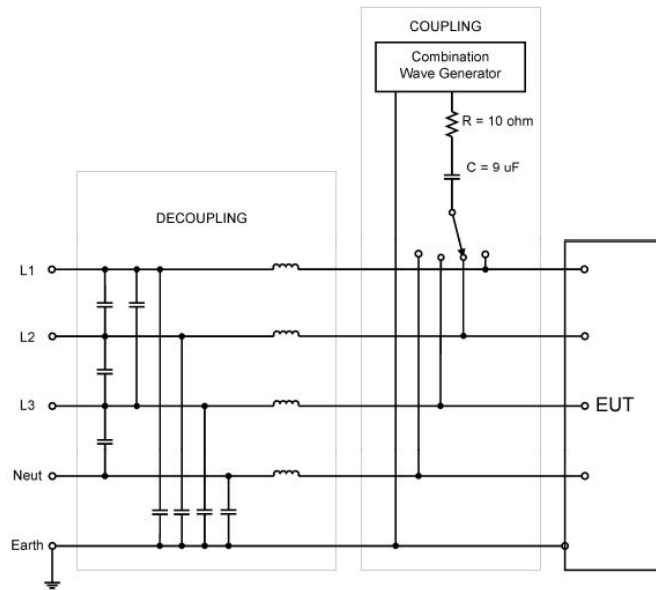 COUPLING
Combination
Wave Generator
R = 10 ohm
C = 9 uF
DECOUPLING
L1
L2
L3
EUT
Neut
Earth